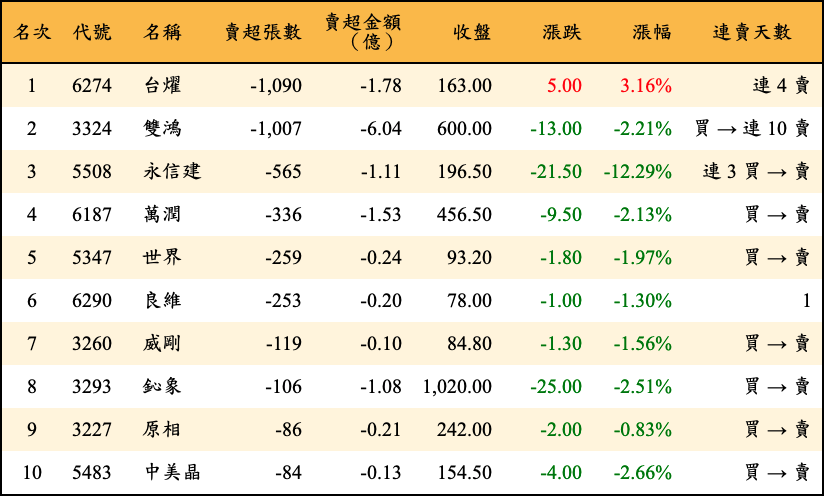 名次 代號 名稱 賣超張數 賣超金額（億） 收盤 漲跌 漲幅 連賣天數
1 6274 台燿 -1,090 -1.78 163.00 5.00 3.16% 連 4 賣
2 3324 雙鴻 -1,007 -6.04 600.00 -13.00 -2.21% 買 → 連 10 賣
3 5508 永信建 -565 -1.11 196.50 -21.50 -12.29% 連 3 買 → 賣
4 6187 萬潤 -336 -1.53 456.50 -9.50 -2.13% 買 → 賣
5 5347 世界 -259 -0.24 93.20 -1.80 -1.97% 買 → 賣
6 6290 良維 -253 -0.20 78.00 -1.00 -1.30% 1
7 3260 威剛 -119 -0.10 84.80 -1.30 -1.56% 買 → 賣
8 3293 鈊象 -106 -1.08 1,020.00 -25.00 -2.51% 買 → 賣
9 3227 原相 -86 -0.21 242.00 -2.00 -0.83% 買 → 賣
10 5483 中美晶 -84 -0.13 154.50 -4.00 -2.66% 買 → 賣